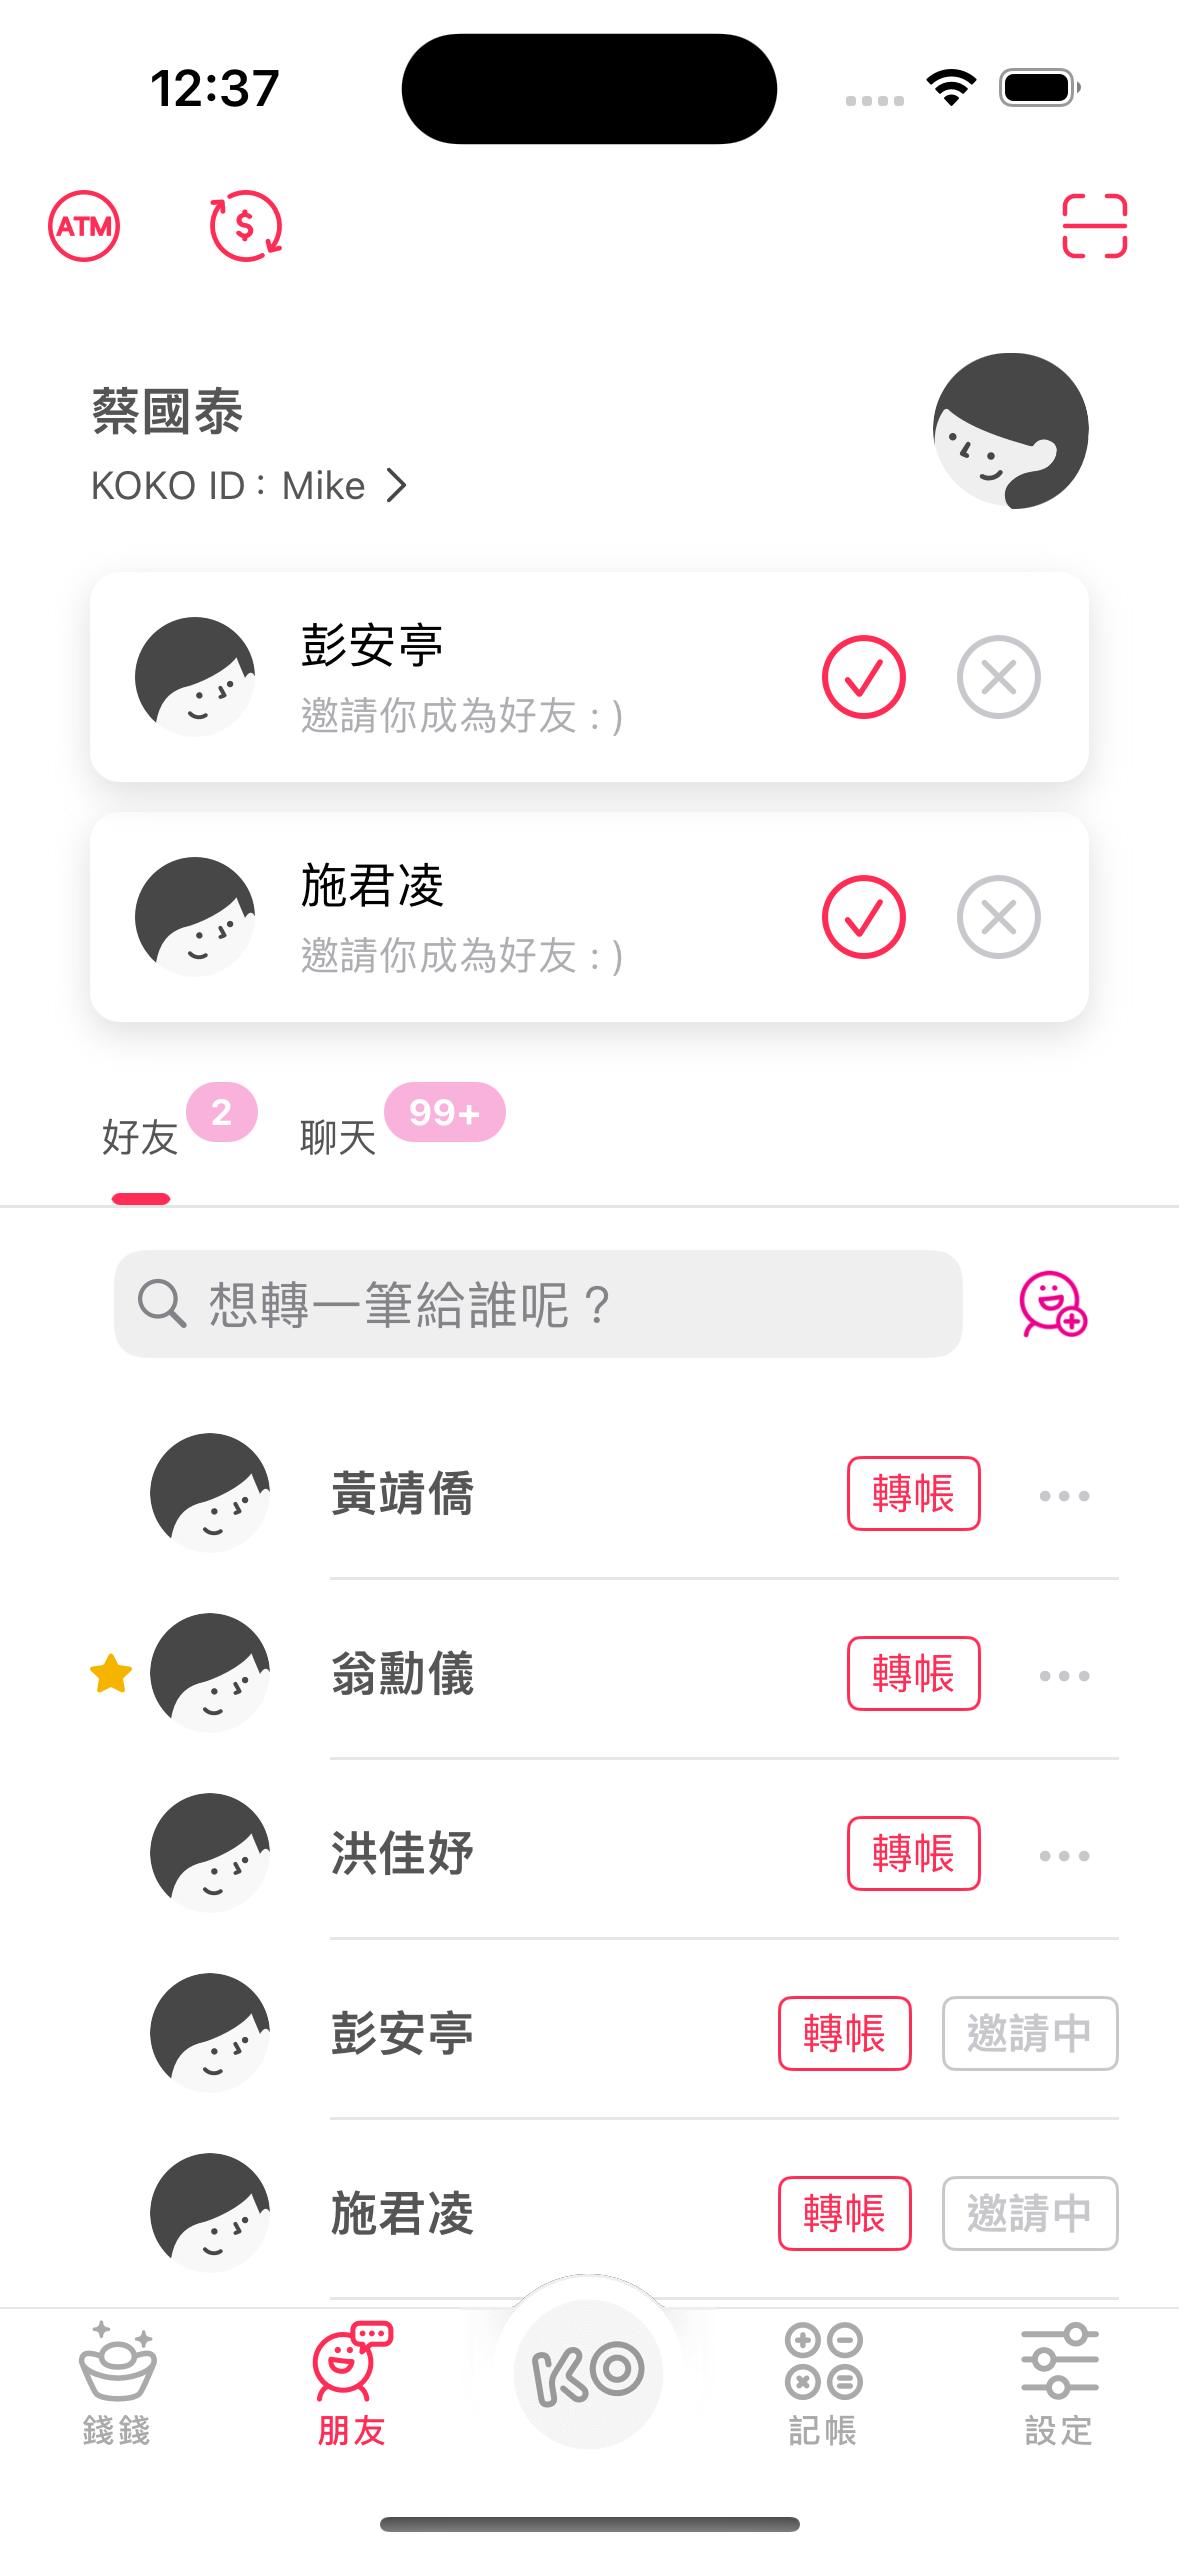 12:37
ATM
$
蔡國泰
KOKO ID : Mike
彭安亭
邀請你成為好友 : )
施君凌
邀請你成為好友 : )
好友 2 聊天 99+
想轉一筆給誰呢？
黃靖僑 轉帳
翁勳儀 轉帳
洪佳妤 轉帳
彭安亭 轉帳 邀請中
施君凌 轉帳 邀請中
KO
錢錢 朋友 記帳 設定